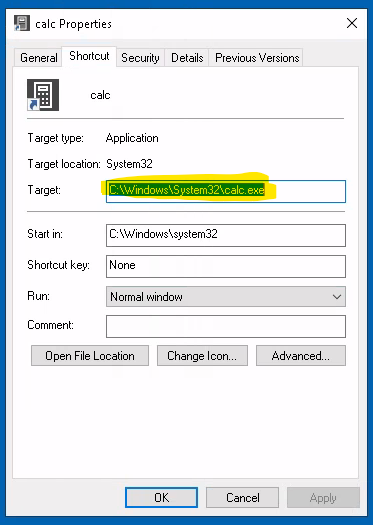 calc Properties
General Shortcut Security Details Previous Versions
calc
Target type: Application
Target location: System32
Target: C:\Windows\System32\calc.exe
Start in: C:\Windows\system32
Shortcut key: None
Run: Normal window
Comment:
Open File Location Change Icon... Advanced...
OK Cancel Apply